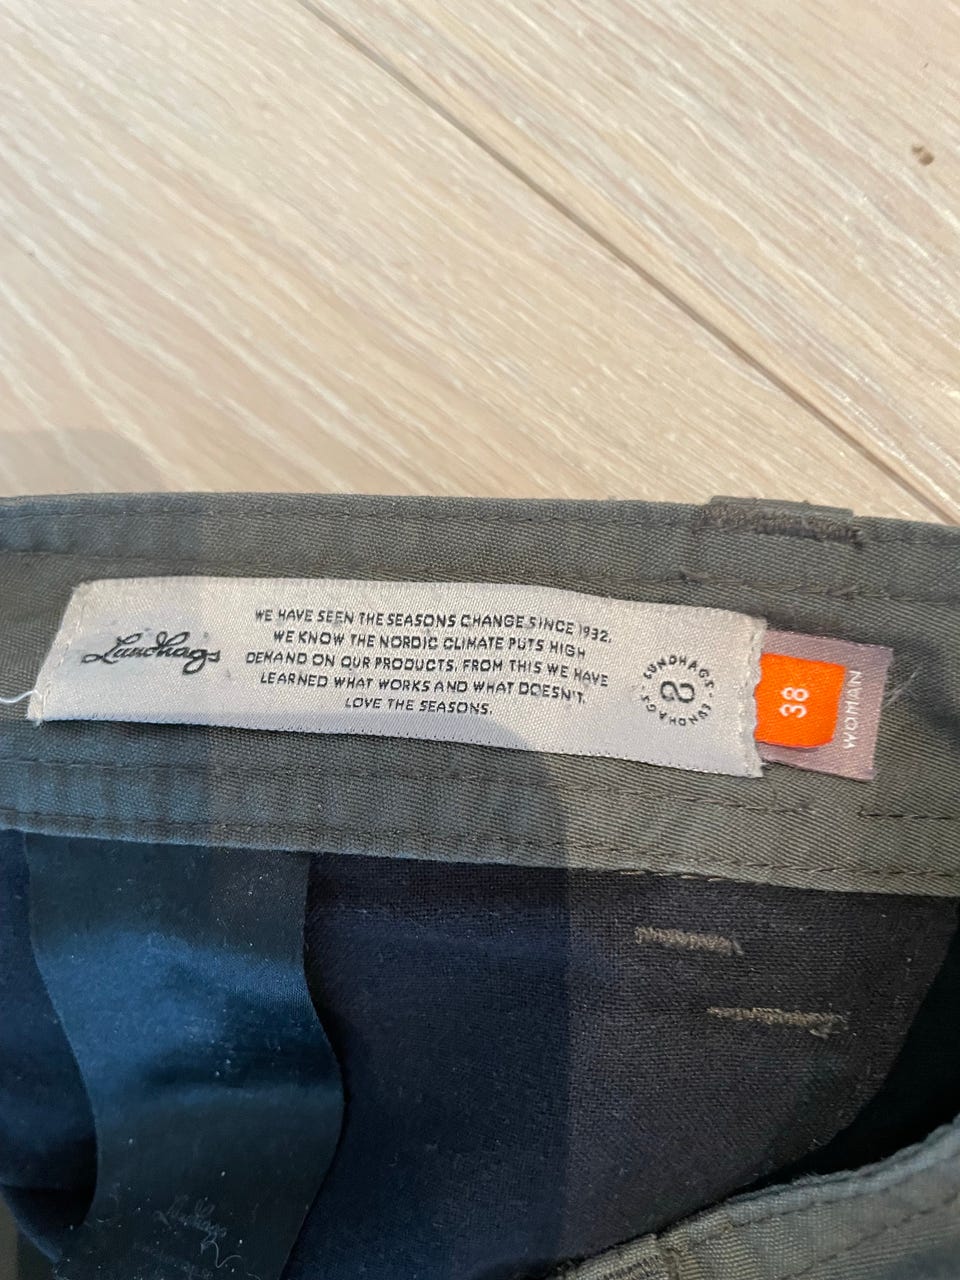 Lundhags
WE HAVE SEEN THE SEASONS CHANGE SINCE 1932.
WE KNOW THE NORDIC CLIMATE PUTS HIGH
DEMAND ON OUR PRODUCTS. FROM THIS WE HAVE
LEARNED WHAT WORKS AND WHAT DOESN'T.
LOVE THE SEASONS.
LUNDHAGS · LUNDHAGS ·
38
WOMAN
Lundhags